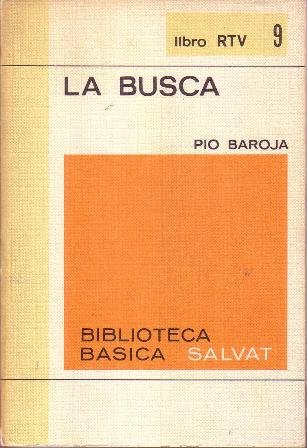 libro RTV 9
LA BUSCA
PIO BAROJA
BIBLIOTECA
BASICA SALVAT